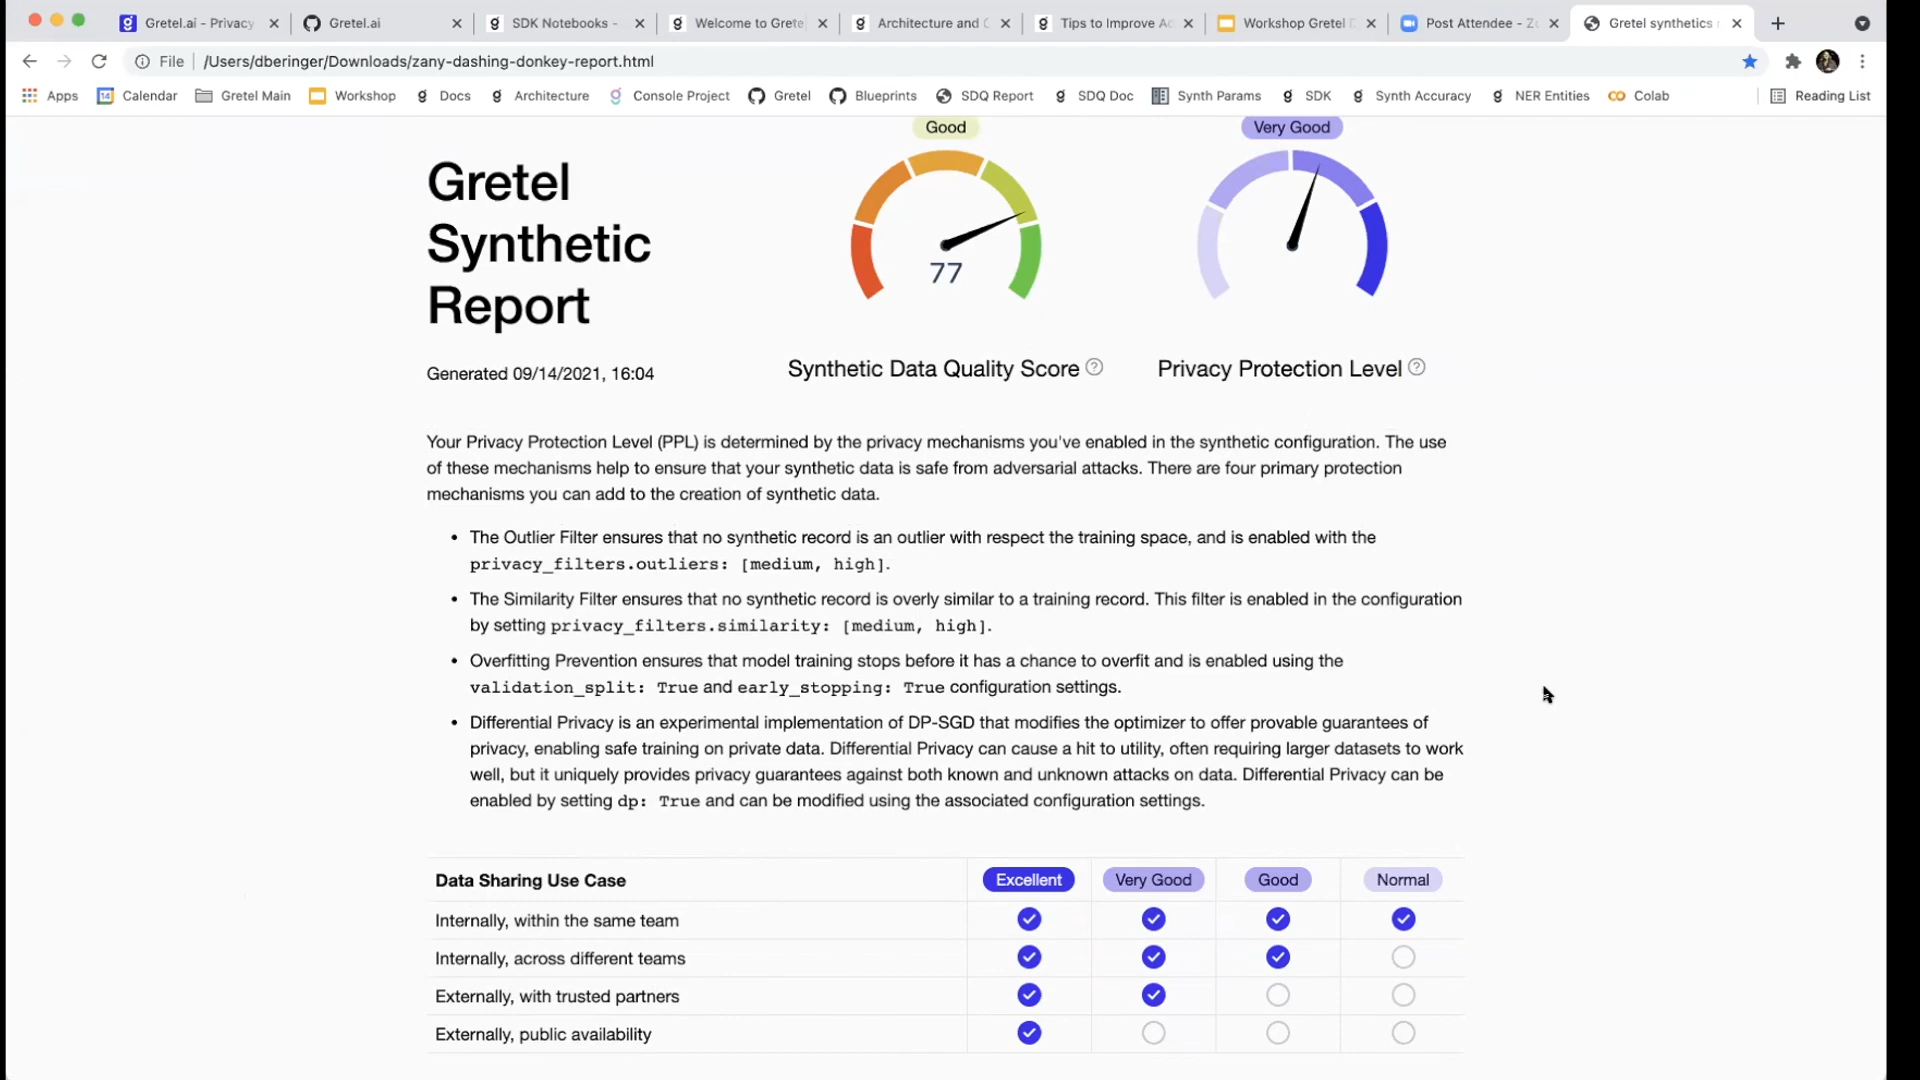 Gretel.ai - Privacy
Gretel.ai
SDK Notebooks -
Welcome to Grete
Architecture and
Tips to Improve Ac
Workshop Gretel
Post Attendee - Zo
Gretel synthetics
File
/Users/dberinger/Downloads/zany-dashing-donkey-report.html
Apps
14
Calendar
Gretel Main
Workshop
Docs
Architecture
Console Project
Gretel
Blueprints
SDQ Report
SDQ Doc
Synth Params
SDK
Synth Accuracy
NER Entities
Colab
Reading List
Good
Very Good
Gretel
Synthetic
Report
77
Generated 09/14/2021, 16:04
Synthetic Data Quality Score ?
Privacy Protection Level ?
Your Privacy Protection Level (PPL) is determined by the privacy mechanisms you've enabled in the synthetic configuration. The use
of these mechanisms help to ensure that your synthetic data is safe from adversarial attacks. There are four primary protection
mechanisms you can add to the creation of synthetic data.
• The Outlier Filter ensures that no synthetic record is an outlier with respect the training space, and is enabled with the
privacy_filters.outliers: [medium, high].
• The Similarity Filter ensures that no synthetic record is overly similar to a training record. This filter is enabled in the configuration
by setting privacy_filters.similarity: [medium, high].
• Overfitting Prevention ensures that model training stops before it has a chance to overfit and is enabled using the
validation_split: True and early_stopping: True configuration settings.
• Differential Privacy is an experimental implementation of DP-SGD that modifies the optimizer to offer provable guarantees of
privacy, enabling safe training on private data. Differential Privacy can cause a hit to utility, often requiring larger datasets to work
well, but it uniquely provides privacy guarantees against both known and unknown attacks on data. Differential Privacy can be
enabled by setting dp: True and can be modified using the associated configuration settings.
Data Sharing Use Case
Excellent
Very Good
Good
Normal
Internally, within the same team
Internally, across different teams
Externally, with trusted partners
Externally, public availability